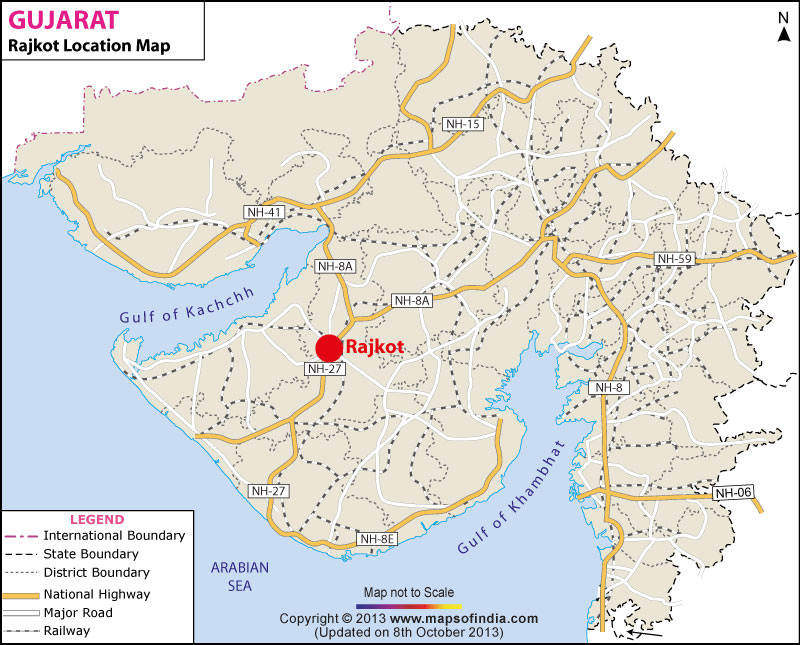 GUJARAT
Rajkot Location Map
N
NH-15
NH-41
NH-8A
NH-59
Gulf of Kachchh
NH-8A
Rajkot
NH-27
NH-8
NH-27
NH-06
Gulf of Khambhat
NH-8E
ARABIAN
SEA
LEGEND
International Boundary
State Boundary
District Boundary
National Highway
Major Road
Railway
Map not to Scale
Copyright © 2013 www.mapsofindia.com
(Updated on 8th October 2013)